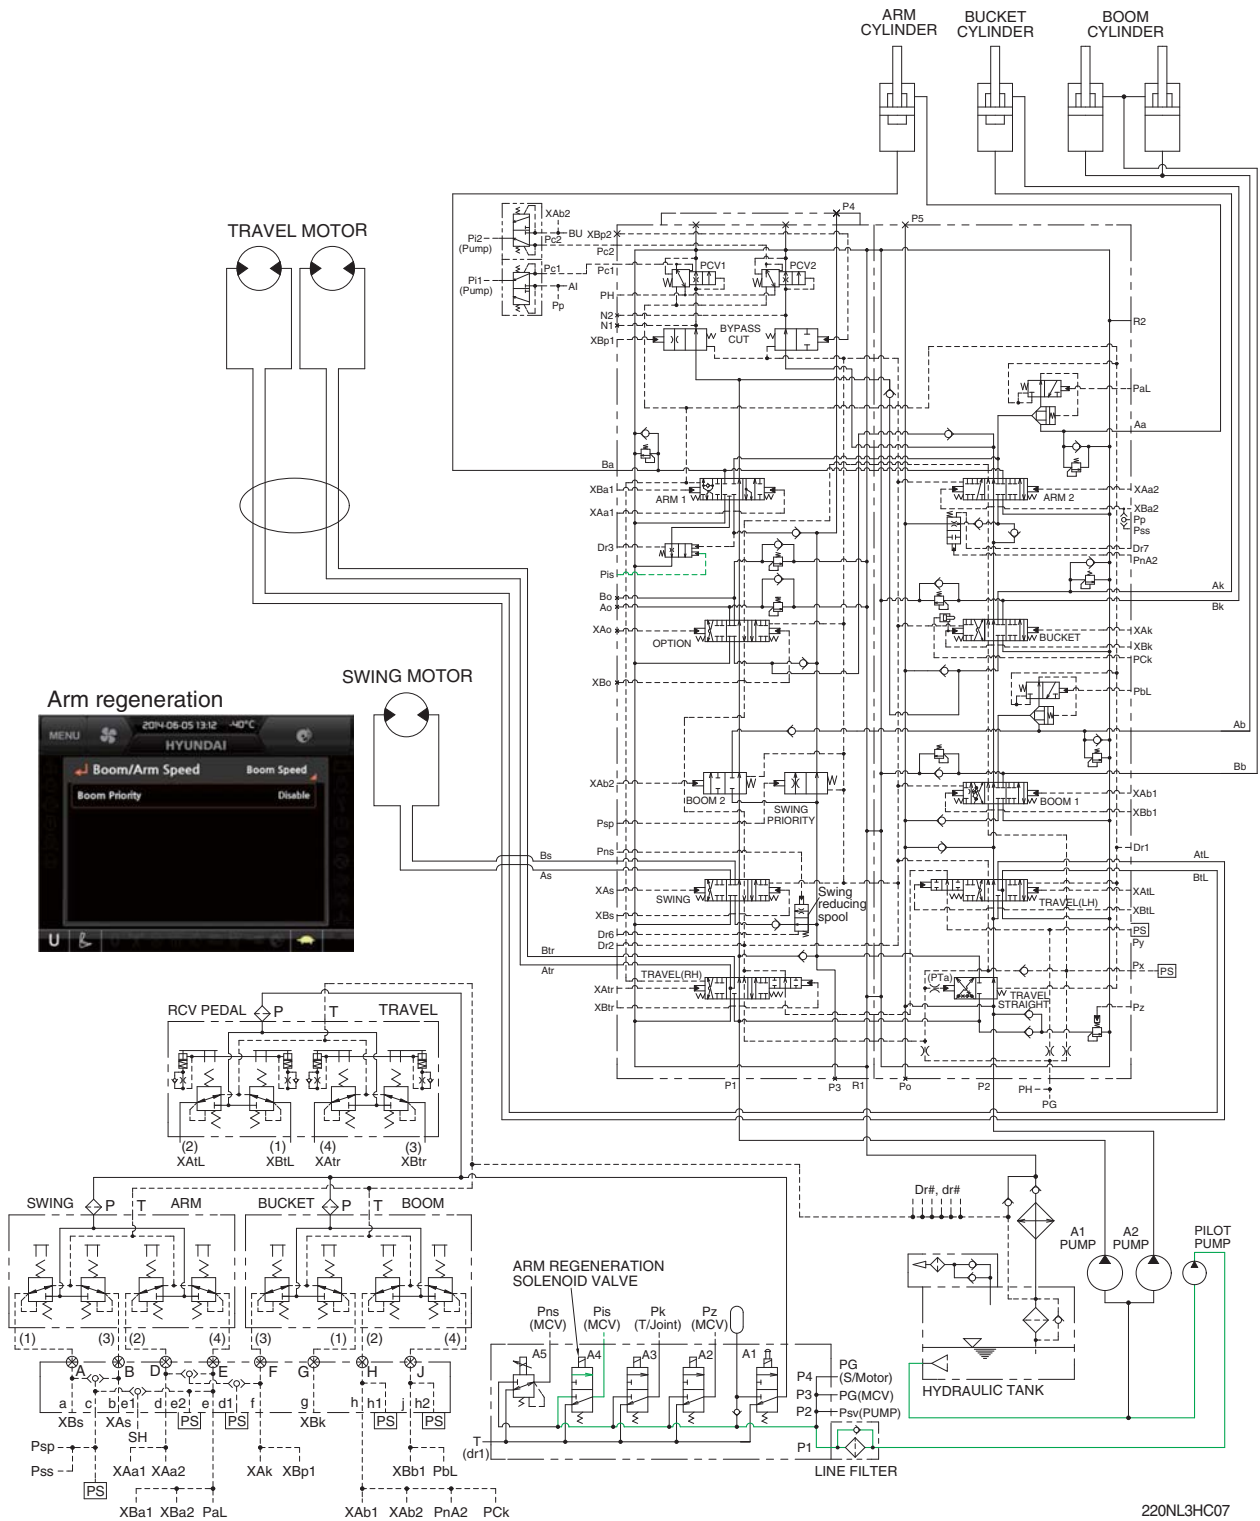 ARM CYLINDER
BUCKET CYLINDER
BOOM CYLINDER
TRAVEL MOTOR
XAb2
BU
Pi2 (Pump)
Pc2
Pc1
Pi1 (Pump)
AI
Pp
XBp2
P4
P5
Pc2
Pc1
PCV1
PCV2
PH
N2
N1
XBp1
BYPASS CUT
R2
PaL
Aa
Ba
XBa1
ARM 1
XAa1
ARM 2
XAa2
XBa2
Pp
Pss
Dr3
Dr7
PnA2
Pis
Bo
Ao
Ak
Bk
XAo
OPTION
BUCKET
XAk
XBk
PCk
XBo
PbL
Ab
Bb
SWING MOTOR
Arm regeneration
MENU
2014-06-05 13:12
-40°C
HYUNDAI
Boom/Arm Speed
Boom Speed
Boom Priority
Disable
U
XAb2
BOOM 2
SWING PRIORITY
BOOM 1
XAb1
XBb1
Psp
Pns
Dr1
Bs
As
AtL
BtL
XAs
SWING
Swing reducing spool
TRAVEL(LH)
XAtL
XBtL
XBs
Dr6
Dr2
PS
Py
Btr
Atr
TRAVEL(RH)
(PTa)
Px
PS
XAtr
XBtr
TRAVEL STRAIGHT
Pz
P1
P3
R1
Po
P2
PH
PG
RCV PEDAL
P
T
TRAVEL
(2)
(1)
(4)
(3)
XAtL
XBtL
XAtr
XBtr
SWING
P
T
ARM
BUCKET
P
T
BOOM
(1)
(3)
(2)
(4)
(3)
(1)
(2)
(4)
A
B
D
E
F
G
H
J
a
c
b
e1
d
e2
e
d1
f
g
h
h1
j
h2
PS
PS
PS
PS
XBs
XAs
XBk
SH
Psp
Pss
PS
XAa1
XAa2
XAk
XBp1
XBb1
PbL
XBa1
XBa2
PaL
XAb1
XAb2
PnA2
PCk
ARM REGENERATION
SOLENOID VALVE
Pns (MCV)
Pis (MCV)
Pk (T/Joint)
Pz (MCV)
A5
A4
A3
A2
A1
PG
P4
(S/Motor)
P3
PG(MCV)
P2
Psv(PUMP)
P1
T
(dr1)
LINE FILTER
Dr#, dr#
HYDRAULIC TANK
A1 PUMP
A2 PUMP
PILOT PUMP
220NL3HC07